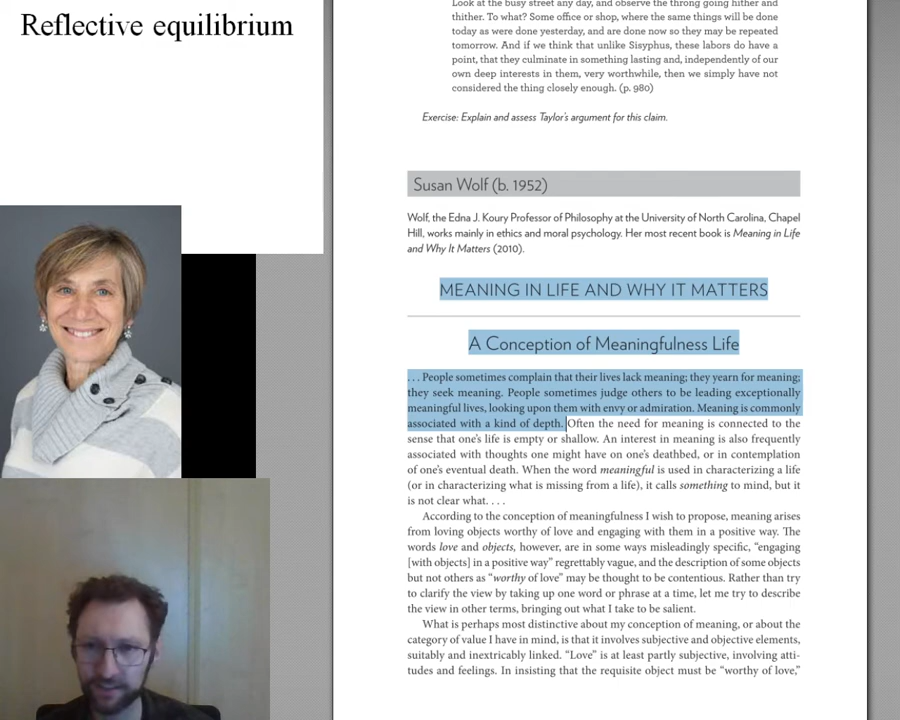 Reflective equilibrium
Look at the busy street any day, and observe the throng going hither and
thither. To what? Some office or shop, where the same things will be done
today as were done yesterday, and are done now so they may be repeated
tomorrow. And if we think that unlike Sisyphus, these labors do have a
point, that they culminate in something lasting and, independently of our
own deep interests in them, very worthwhile, then we simply have not
considered the thing closely enough. (p. 980)
Exercise: Explain and assess Taylor's argument for this claim.
Susan Wolf (b. 1952)
Wolf, the Edna J. Koury Professor of Philosophy at the University of North Carolina, Chapel
Hill, works mainly in ethics and moral psychology. Her most recent book is Meaning in Life
and Why It Matters (2010).
MEANING IN LIFE AND WHY IT MATTERS
A Conception of Meaningfulness Life
. . . People sometimes complain that their lives lack meaning; they yearn for meaning;
they seek meaning. People sometimes judge others to be leading exceptionally
meaningful lives, looking upon them with envy or admiration. Meaning is commonly
associated with a kind of depth. Often the need for meaning is connected to the
sense that one's life is empty or shallow. An interest in meaning is also frequently
associated with thoughts one might have on one's deathbed, or in contemplation
of one's eventual death. When the word meaningful is used in characterizing a life
(or in characterizing what is missing from a life), it calls something to mind, but it
is not clear what. . . .
According to the conception of meaningfulness I wish to propose, meaning arises
from loving objects worthy of love and engaging with them in a positive way. The
words love and objects, however, are in some ways misleadingly specific, “engaging
[with objects] in a positive way” regrettably vague, and the description of some objects
but not others as “worthy of love” may be thought to be contentious. Rather than try
to clarify the view by taking up one word or phrase at a time, let me try to describe
the view in other terms, bringing out what I take to be salient.
What is perhaps most distinctive about my conception of meaning, or about the
category of value I have in mind, is that it involves subjective and objective elements,
suitably and inextricably linked. “Love” is at least partly subjective, involving atti-
tudes and feelings. In insisting that the requisite object must be “worthy of love,”